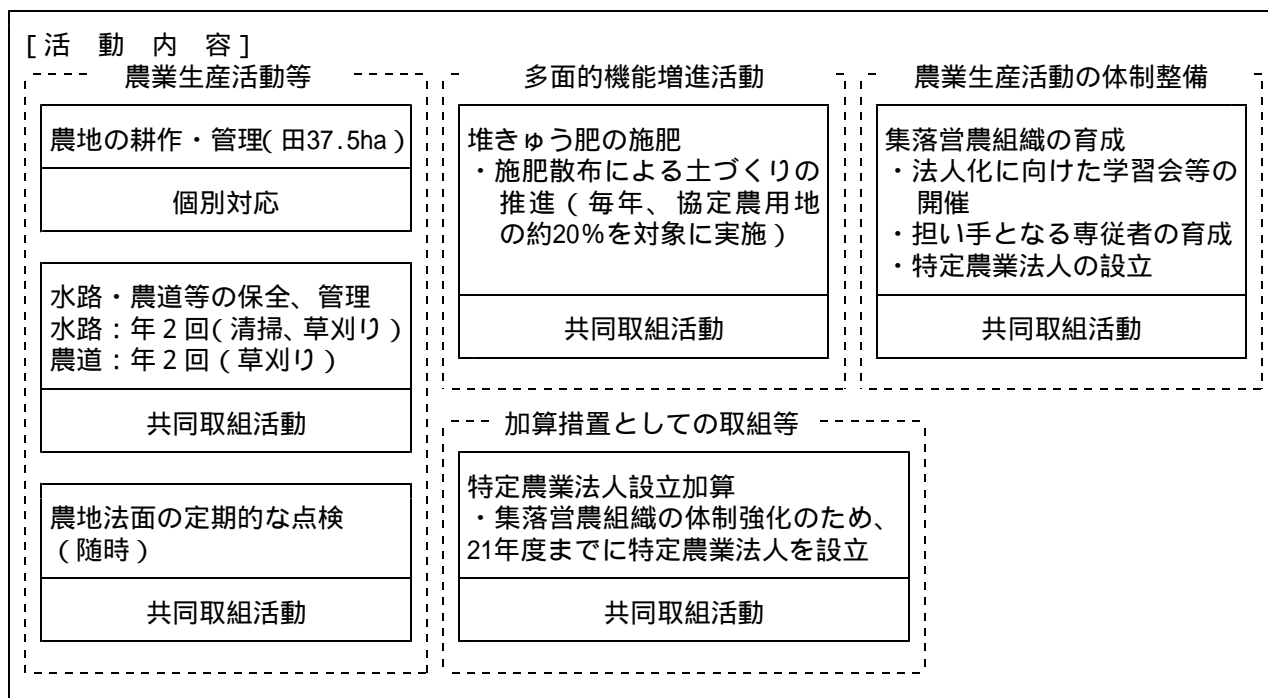 [活 動 内 容]
農業生産活動等
農地の耕作・管理(田37.5ha)
個別対応
水路・農道等の保全、管理
水路:年2回(清掃、草刈り)
農道:年2回(草刈り)
共同取組活動
農地法面の定期的な点検
(随時)
共同取組活動
多面的機能増進活動
堆きゅう肥の施肥
・施肥散布による土づくりの
推進(毎年、協定農用地
の約20%を対象に実施)
共同取組活動
農業生産活動の体制整備
集落営農組織の育成
・法人化に向けた学習会等の
開催
・担い手となる専従者の育成
・特定農業法人の設立
共同取組活動
加算措置としての取組等
特定農業法人設立加算
・集落営農組織の体制強化のため、
21年度までに特定農業法人を設立
共同取組活動